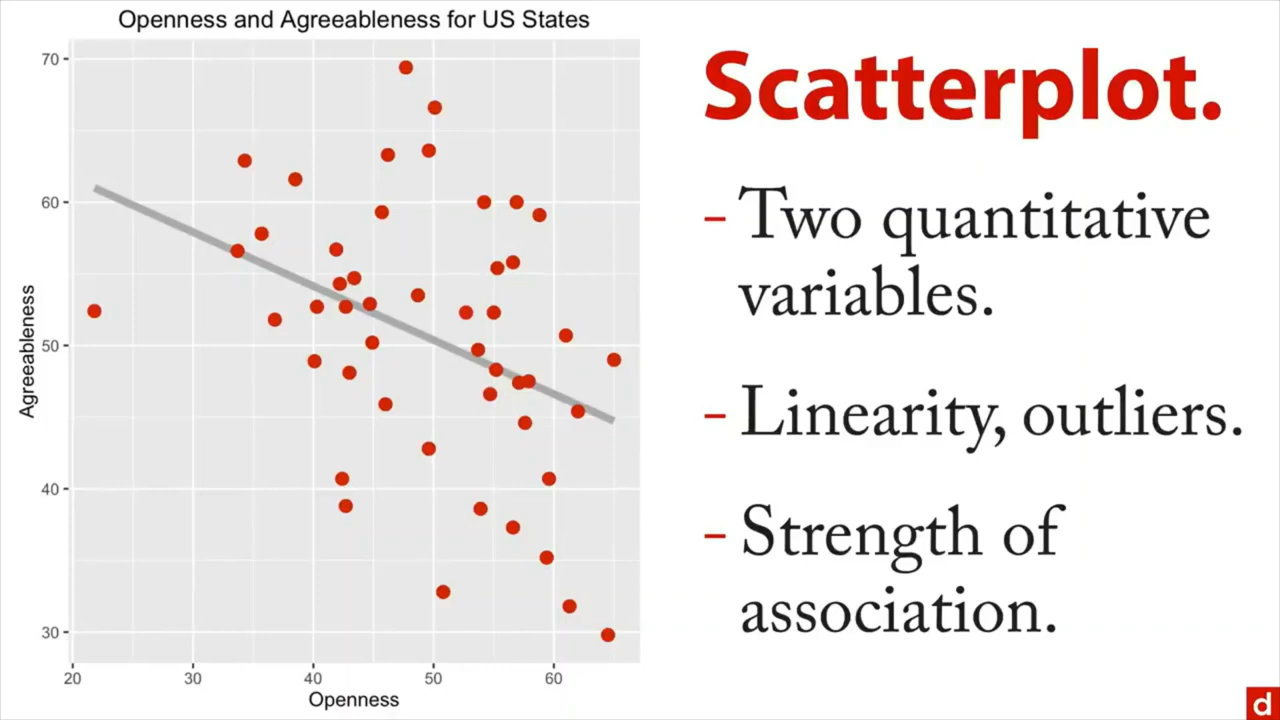 Openness and Agreeableness for US States
70
60
50
40
30
Agreeableness
20 30 40 50 60
Openness
Scatterplot.
– Two quantitative
variables.
– Linearity, outliers.
– Strength of
association.
d